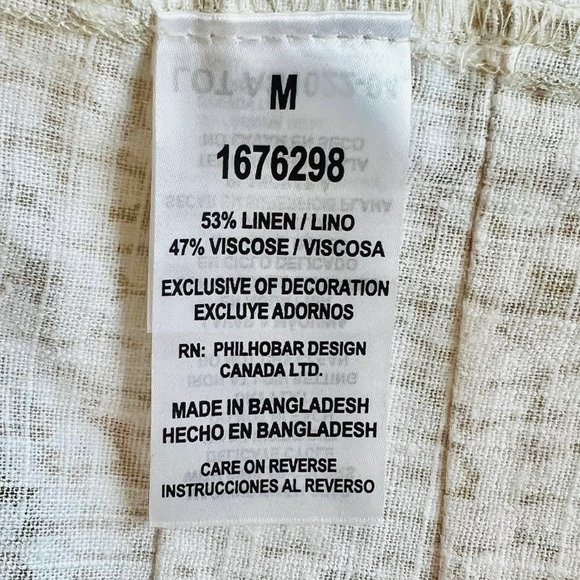 M
1676298
53% LINEN / LINO
47% VISCOSE / VISCOSA
EXCLUSIVE OF DECORATION
EXCLUYE ADORNOS
RN: PHILHOBAR DESIGN
CANADA LTD.
MADE IN BANGLADESH
HECHO EN BANGLADESH
CARE ON REVERSE
INSTRUCCIONES AL REVERSO